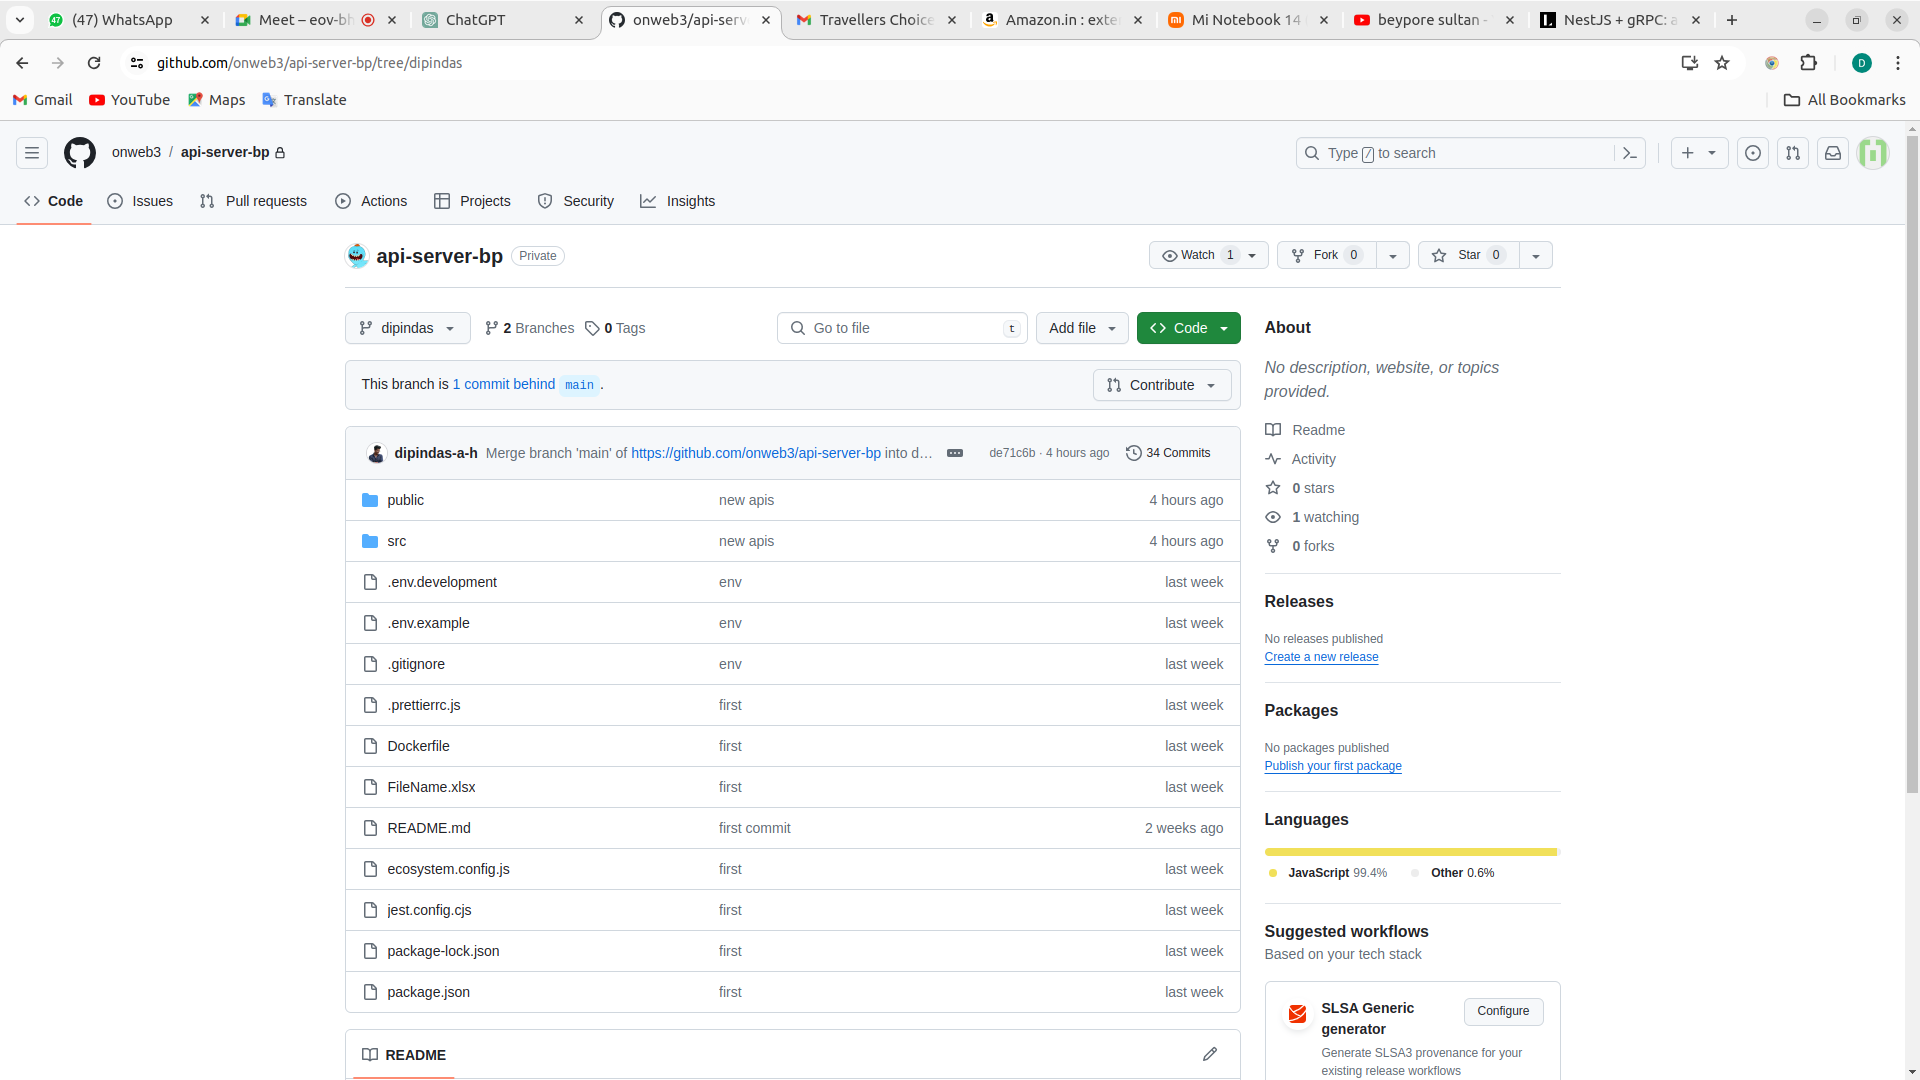 (47) WhatsApp
Meet – eov-bh
ChatGPT
onweb3/api-serv
Travellers Choice
Amazon.in : exte
Mi Notebook 14
beypore sultan -
NestJS + gRPC: a
github.com/onweb3/api-server-bp/tree/dipindas
D
Gmail
YouTube
Maps
Translate
All Bookmarks
onweb3 / api-server-bp
Type / to search
Code
Issues
Pull requests
Actions
Projects
Security
Insights
api-server-bp Private
Watch 1
Fork 0
Star 0
dipindas
2 Branches
0 Tags
Go to file t
Add file
Code
This branch is 1 commit behind main .
Contribute
dipindas-a-h Merge branch 'main' of https://github.com/onweb3/api-server-bp into d… de71c6b · 4 hours ago 34 Commits
public new apis 4 hours ago
src new apis 4 hours ago
.env.development env last week
.env.example env last week
.gitignore env last week
.prettierrc.js first last week
Dockerfile first last week
FileName.xlsx first last week
README.md first commit 2 weeks ago
ecosystem.config.js first last week
jest.config.cjs first last week
package-lock.json first last week
package.json first last week
README
About
No description, website, or topics
provided.
Readme
Activity
0 stars
1 watching
0 forks
Releases
No releases published
Create a new release
Packages
No packages published
Publish your first package
Languages
JavaScript 99.4% Other 0.6%
Suggested workflows
Based on your tech stack
SLSA Generic
generator
Configure
Generate SLSA3 provenance for your
existing release workflows